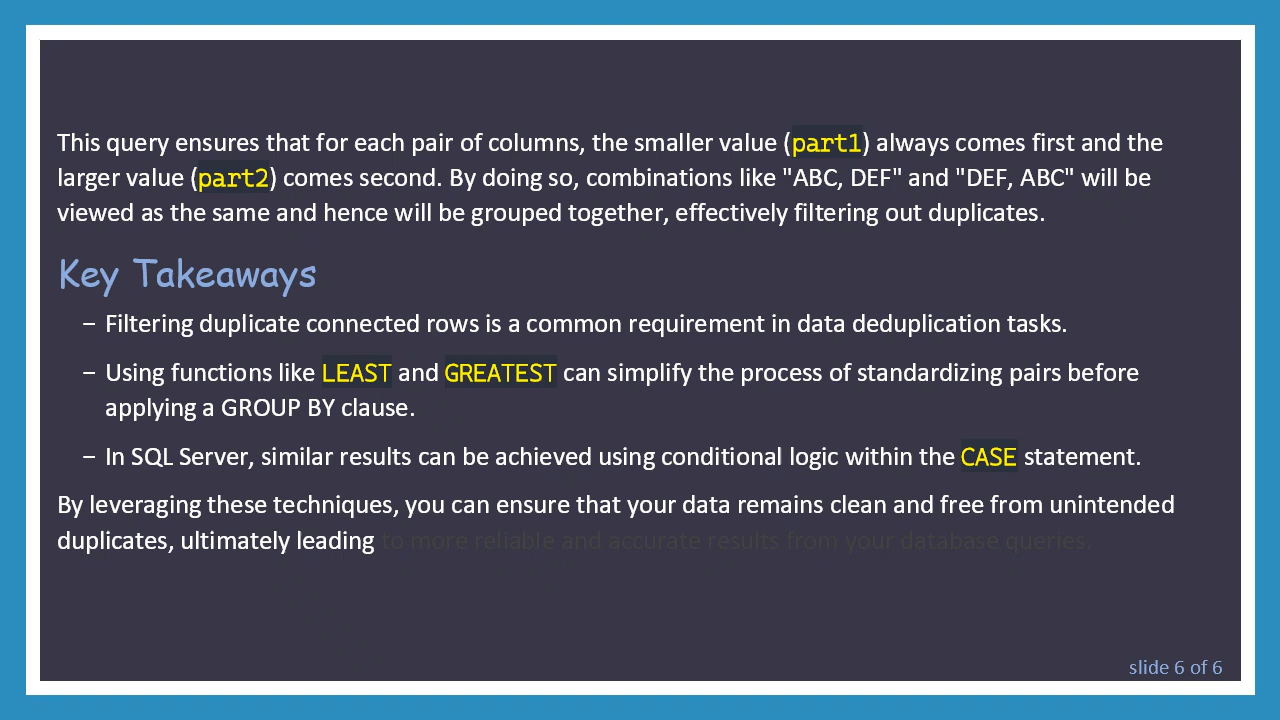 This query ensures that for each pair of columns, the smaller value (part1) always comes first and the
larger value (part2) comes second. By doing so, combinations like "ABC, DEF" and "DEF, ABC" will be
viewed as the same and hence will be grouped together, effectively filtering out duplicates.
Key Takeaways
– Filtering duplicate connected rows is a common requirement in data deduplication tasks.
– Using functions like LEAST and GREATEST can simplify the process of standardizing pairs before
applying a GROUP BY clause.
– In SQL Server, similar results can be achieved using conditional logic within the CASE statement.
By leveraging these techniques, you can ensure that your data remains clean and free from unintended
duplicates, ultimately leading to more reliable and accurate results from your database queries.
slide 6 of 6